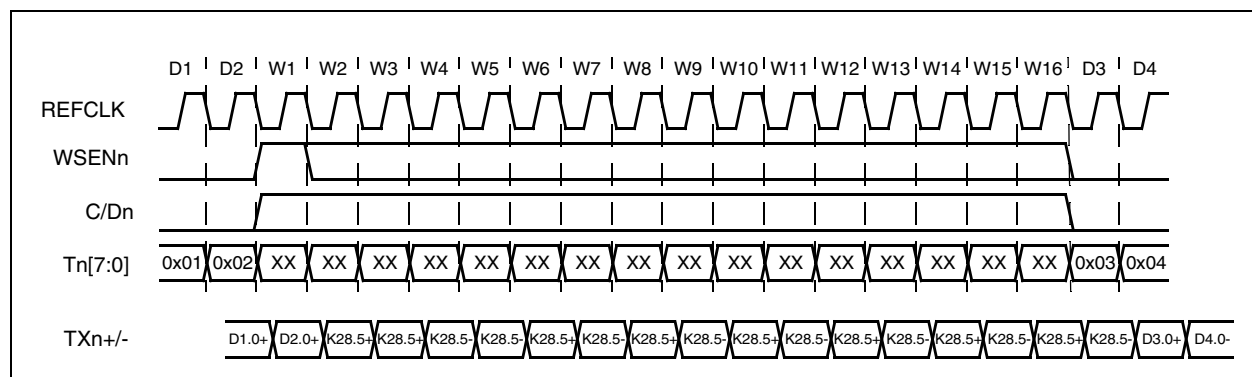 D1 D2 W1 W2 W3 W4 W5 W6 W7 W8 W9 W10 W11 W12 W13 W14 W15 W16 D3 D4
REFCLK
WSENn
C/Dn
Tn[7:0] 0x01 0x02 XX XX XX XX XX XX XX XX XX XX XX XX XX XX XX XX 0x03 0x04
TXn+/- D1.0+ D2.0+ K28.5+ K28.5+ K28.5- K28.5- K28.5+ K28.5- K28.5+ K28.5- K28.5+ K28.5- K28.5+ K28.5- K28.5+ K28.5- K28.5+ K28.5- D3.0+ D4.0-